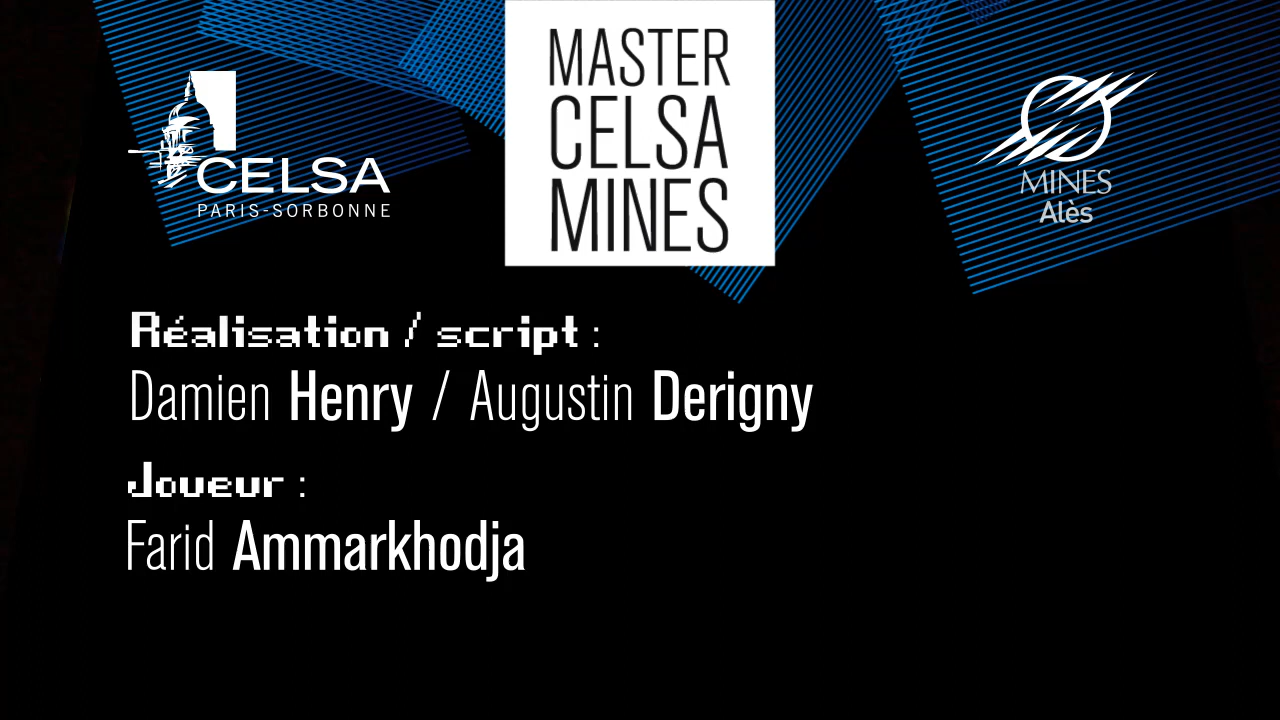 CELSA
PARIS-SORBONNE
MASTER
CELSA
MINES
MINES
Alès
Réalisation / script :
Damien Henry / Augustin Derigny
Joueur :
Farid Ammarkhodja